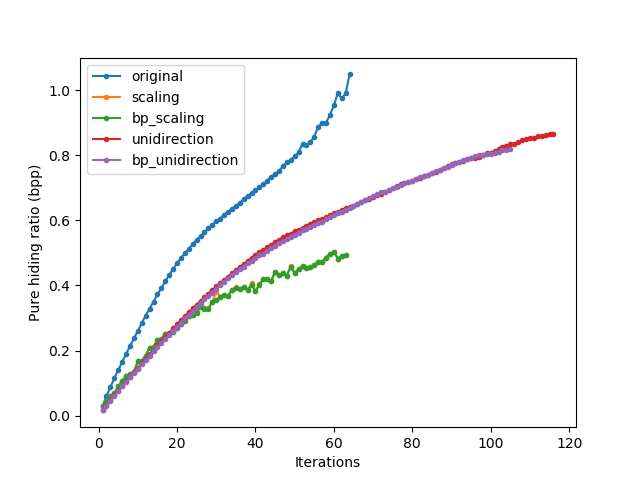 original
scaling
bp_scaling
unidirection
bp_unidirection
Pure hiding ratio (bpp)
1.0
0.8
0.6
0.4
0.2
0.0
0 20 40 60 80 100 120
Iterations